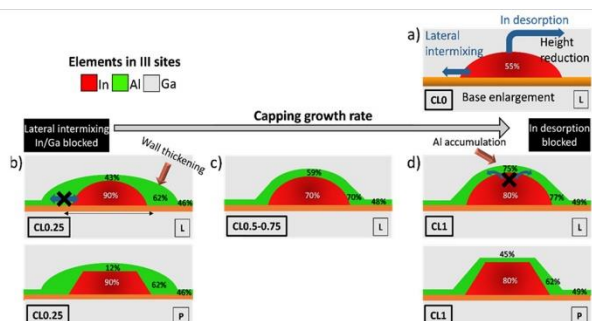 a)
In desorption
Lateral
intermixing
Height
reduction
55%
CL0
Base enlargement
L
Elements in III sites
In
Al
Ga
Lateral intermixing
In/Ga blocked
Capping growth rate
In desorption
blocked
b)
Wall thickening
43%
90%
62%
46%
CL0.25
L
c)
59%
70%
70%
48%
CL0.5-0.75
L
Al accumulation
d)
75%
80%
77%
49%
CL1
L
12%
90%
62%
46%
CL0.25
P
45%
80%
62%
49%
CL1
P